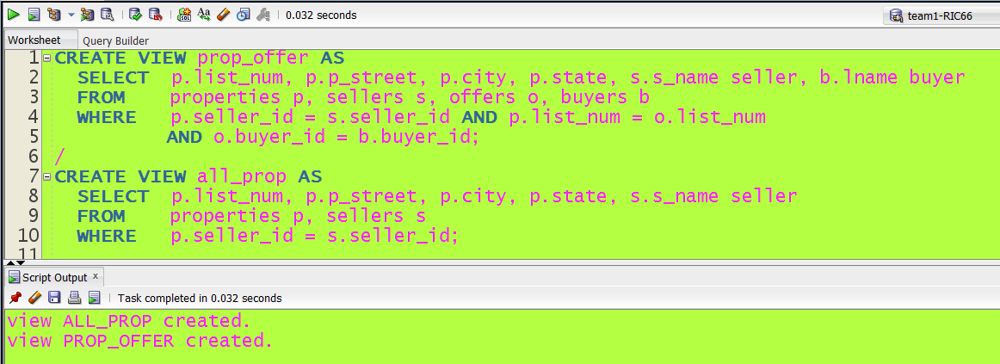 0.032 seconds
team1-RIC66
Worksheet Query Builder
1 CREATE VIEW prop_offer AS
2 SELECT p.list_num, p.p_street, p.city, p.state, s.s_name seller, b.lname buyer
3 FROM properties p, sellers s, offers o, buyers b
4 WHERE p.seller_id = s.seller_id AND p.list_num = o.list_num
5 AND o.buyer_id = b.buyer_id;
6 /
7 CREATE VIEW all_prop AS
8 SELECT p.list_num, p.p_street, p.city, p.state, s.s_name seller
9 FROM properties p, sellers s
10 WHERE p.seller_id = s.seller_id;
11
Script Output x
Task completed in 0.032 seconds
view ALL_PROP created.
view PROP_OFFER created.